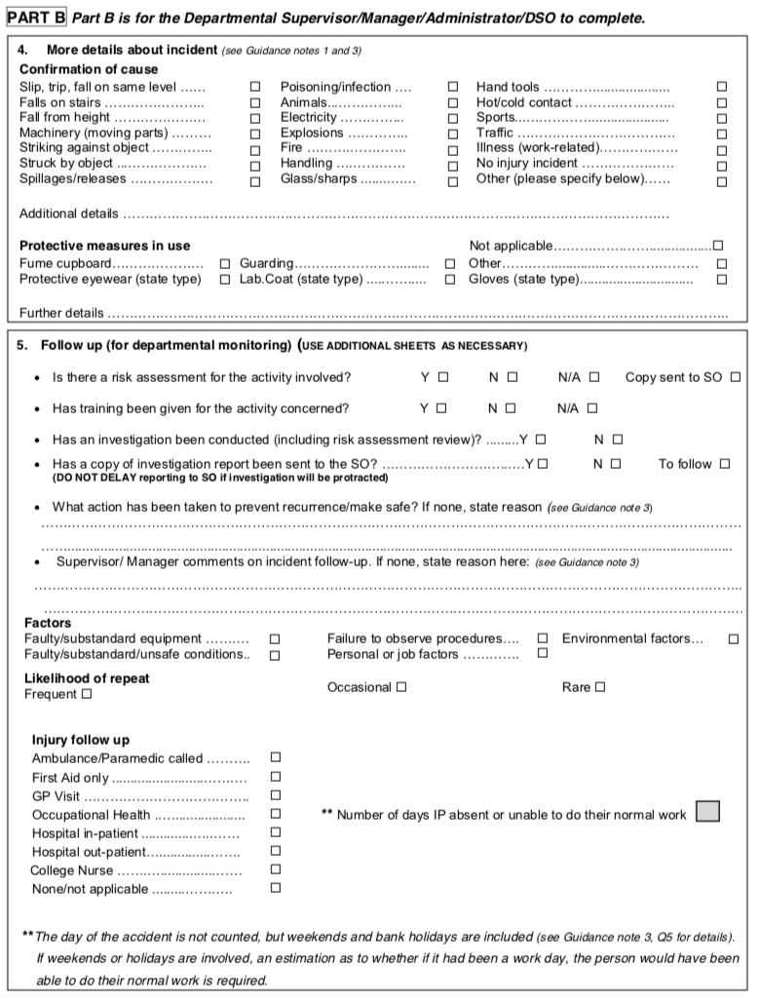 PART B Part B is for the Departmental Supervisor/Manager/Administrator/DSO to complete.
4. More details about incident (see Guidance notes 1 and 3)
Confirmation of cause
Slip, trip, fall on same level ...... ☐ Poisoning/infection .... ☐ Hand tools .................................. ☐
Falls on stairs ........................ ☐ Animals.................. ☐ Hot/cold contact ....................... ☐
Fall from height ..................... ☐ Electricity ............... ☐ Sports.......................................... ☐
Machinery (moving parts) ......... ☐ Explosions .............. ☐ Traffic .................................... ☐
Striking against object .............. ☐ Fire ....................... ☐ Illness (work-related).................. ☐
Struck by object ..................... ☐ Handling ................ ☐ No injury incident ..................... ☐
Spillages/releases ................... ☐ Glass/sharps .............. ☐ Other (please specify below)...... ☐
Additional details ........................................................................................................................
Protective measures in use Not applicable..........................................☐
Fume cupboard..................... ☐ Guarding.................................. ☐ Other............................................. ☐
Protective eyewear (state type) ☐ Lab.Coat (state type) ............... ☐ Gloves (state type)............................... ☐
Further details ................................................................................................................................................
5. Follow up (for departmental monitoring) (USE ADDITIONAL SHEETS AS NECESSARY)
• Is there a risk assessment for the activity involved? Y ☐ N ☐ N/A ☐ Copy sent to SO ☐
• Has training been given for the activity concerned? Y ☐ N ☐ N/A ☐
• Has an investigation been conducted (including risk assessment review)? .........Y ☐ N ☐
• Has a copy of investigation report been sent to the SO? .................................Y ☐ N ☐ To follow ☐
(DO NOT DELAY reporting to SO if investigation will be protracted)
• What action has been taken to prevent recurrence/make safe? If none, state reason (see Guidance note 3)
................................................................................................................................................................
................................................................................................................................................................
• Supervisor/ Manager comments on incident follow-up. If none, state reason here: (see Guidance note 3)
................................................................................................................................................................
................................................................................................................................................................
Factors
Faulty/substandard equipment .......... ☐ Failure to observe procedures.... ☐ Environmental factors... ☐
Faulty/substandard/unsafe conditions.. ☐ Personal or job factors ............. ☐
Likelihood of repeat
Frequent ☐ Occasional ☐ Rare ☐
Injury follow up
Ambulance/Paramedic called .......... ☐
First Aid only .................................. ☐
GP Visit ..................................... ☐
Occupational Health ........................ ☐ ** Number of days IP absent or unable to do their normal work ☐
Hospital in-patient ......................... ☐
Hospital out-patient........................ ☐
College Nurse ............................... ☐
None/not applicable ...................... ☐
** The day of the accident is not counted, but weekends and bank holidays are included (see Guidance note 3, Q5 for details).
If weekends or holidays are involved, an estimation as to whether if it had been a work day, the person would have been
able to do their normal work is required.